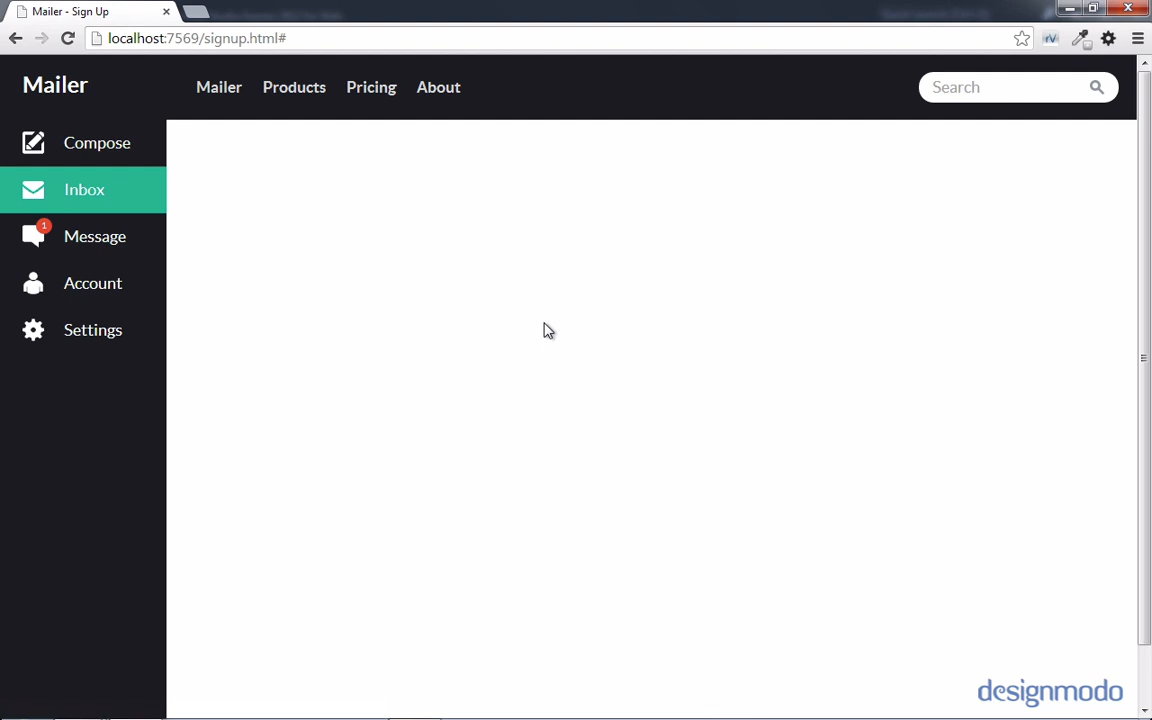 Mailer - Sign Up
localhost:7569/signup.html#
Mailer
Mailer Products Pricing About
Search
Compose
Inbox
1
Message
Account
Settings
designmodo